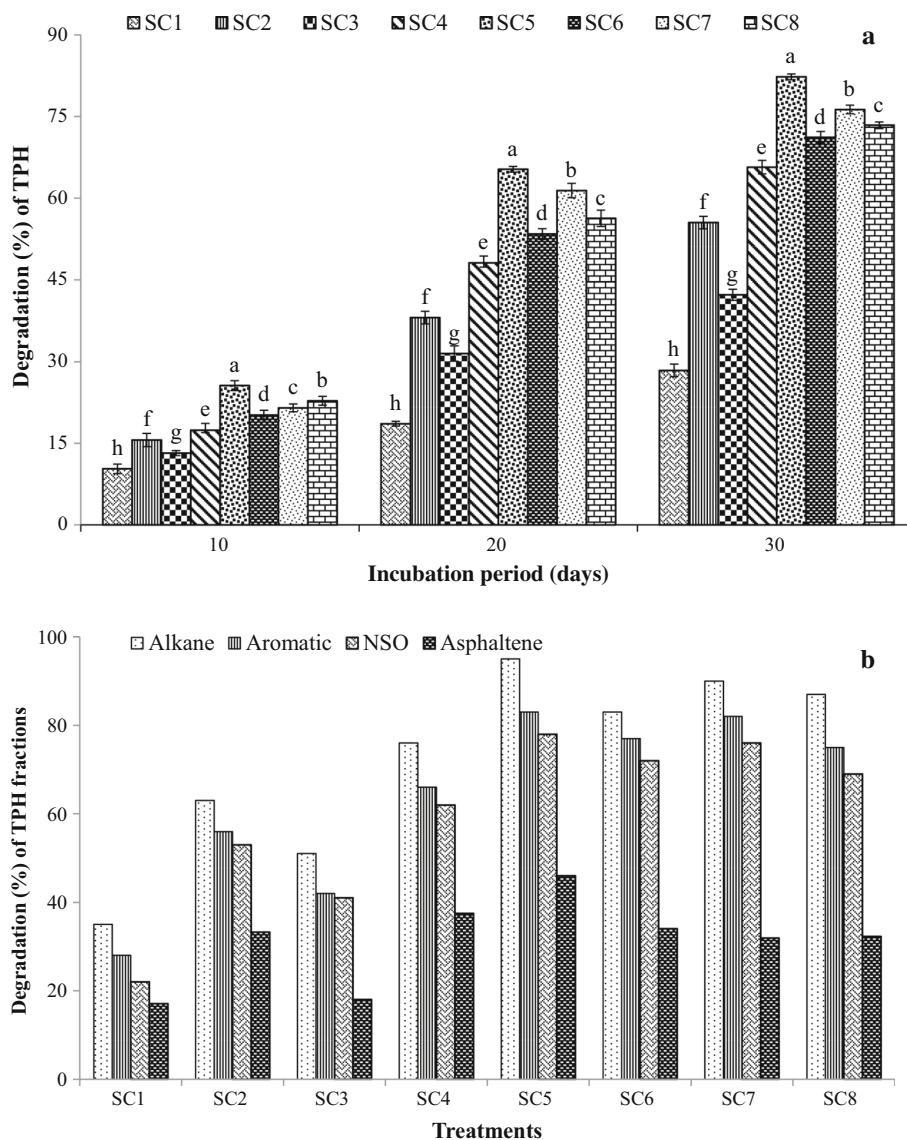 SC1 SC2 SC3 SC4 SC5 SC6 SC7 SC8
a
90
75
60
45
30
15
0
Degradation (%) of TPH
h f g e a d c b
h f g e a d b c
h f g e a d b c
10 20 30
Incubation period (days)
Alkane Aromatic NSO Asphaltene
b
100
80
60
40
20
0
Degradation (%) of TPH fractions
SC1 SC2 SC3 SC4 SC5 SC6 SC7 SC8
Treatments